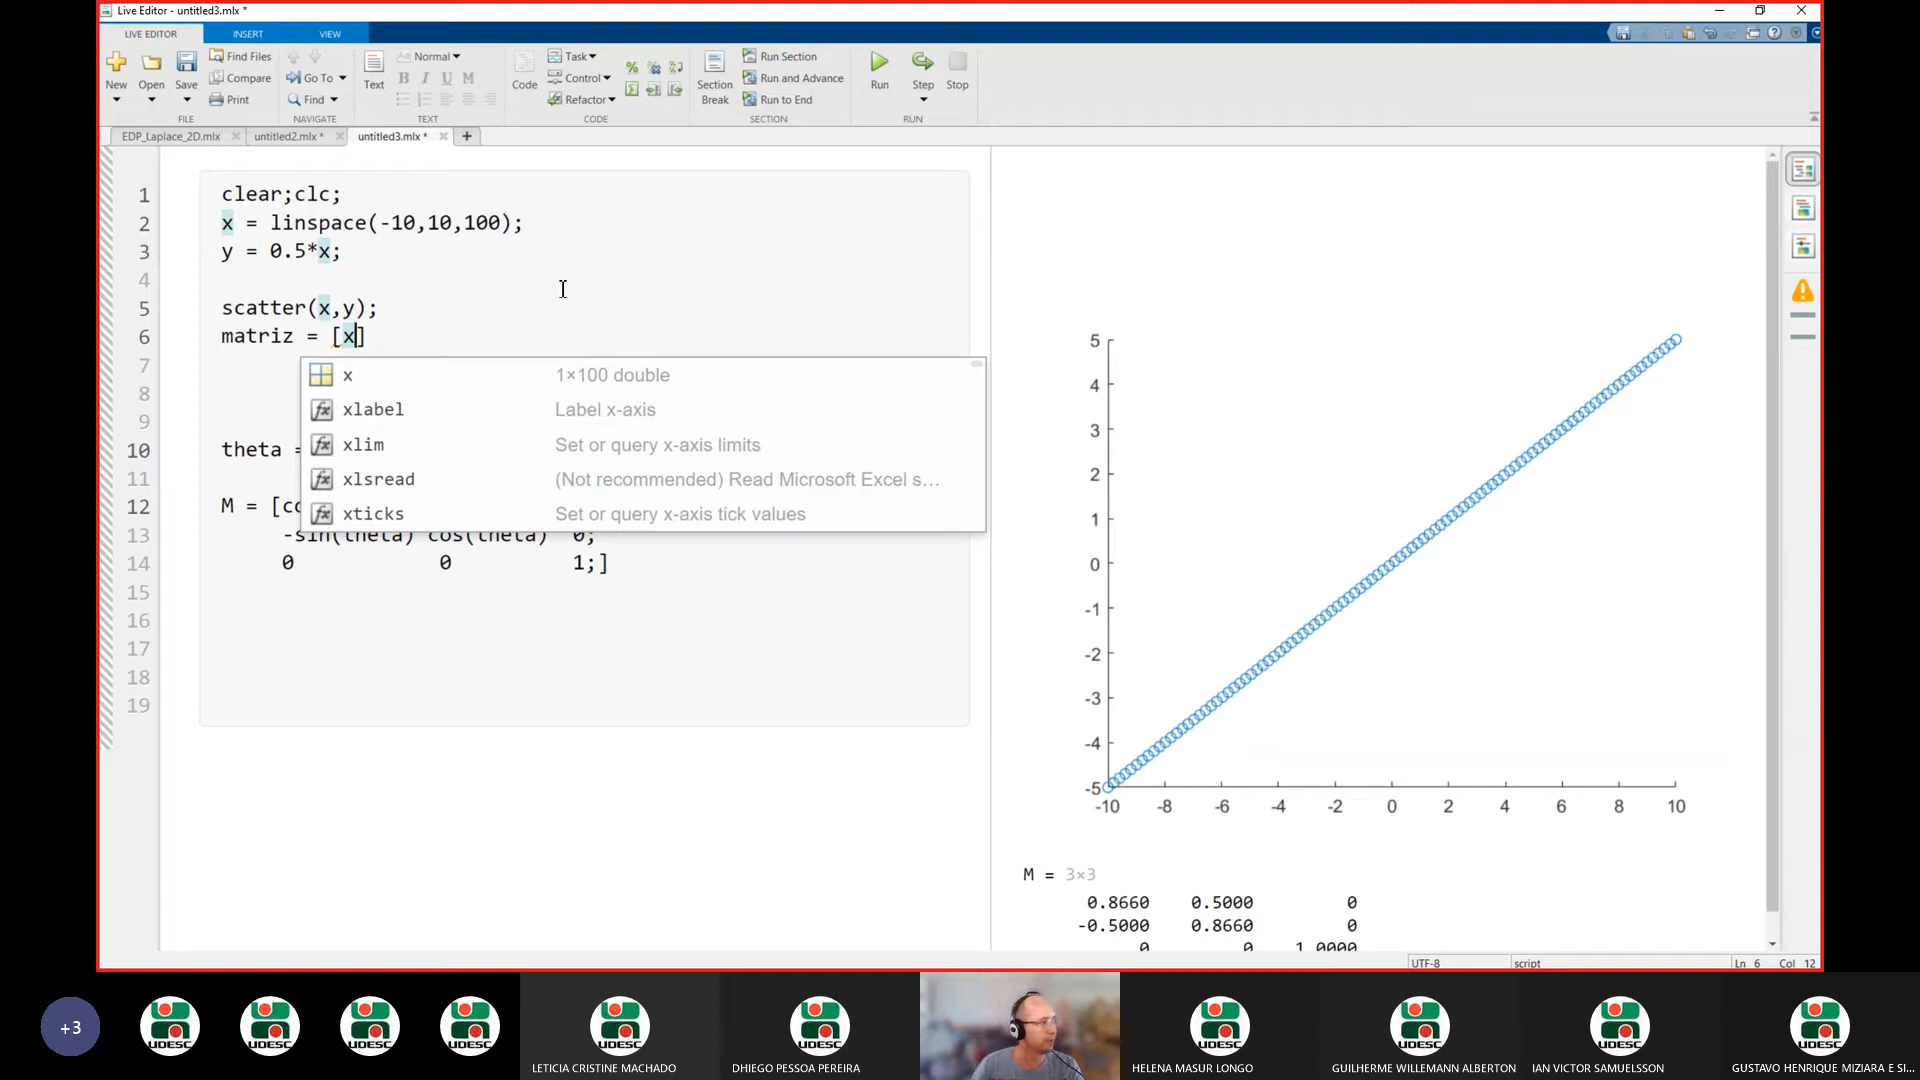 Live Editor - untitled3.mlx *
LIVE EDITOR
INSERT
VIEW
New
Open
Save
Find Files
Compare
Print
FILE
Go To
Find
NAVIGATE
Text
Normal
B I U M
TEXT
Code
Task
Control
Refactor
CODE
Section Break
Run Section
Run and Advance
Run to End
SECTION
Run
Step
Stop
RUN
EDP_Laplace_2D.mlx
untitled2.mlx *
untitled3.mlx *
1 clear;clc;
2 x = linspace(-10,10,100);
3 y = 0.5*x;
4
5 scatter(x,y);
6 matriz = [x]
7
8
9
10 theta =
11
12 M = [co
13 -sin(theta) cos(theta) 0;
14 0 0 1;]
15
16
17
18
19
x 1×100 double
xlabel Label x-axis
xlim Set or query x-axis limits
xlsread (Not recommended) Read Microsoft Excel s...
xticks Set or query x-axis tick values
5
4
3
2
1
0
-1
-2
-3
-4
-5
-10 -8 -6 -4 -2 0 2 4 6 8 10
M = 3×3
0.8660 0.5000 0
-0.5000 0.8660 0
0 0 1.0000
UTF-8
script
Ln 6 Col 12
+3
UDESC
UDESC
UDESC
UDESC
UDESC
LETICIA CRISTINE MACHADO
UDESC
DHIEGO PESSOA PEREIRA
UDESC
HELENA MASUR LONGO
UDESC
GUILHERME WILLEMANN ALBERTON
UDESC
IAN VICTOR SAMUELSSON
UDESC
GUSTAVO HENRIQUE MIZIARA E SI...